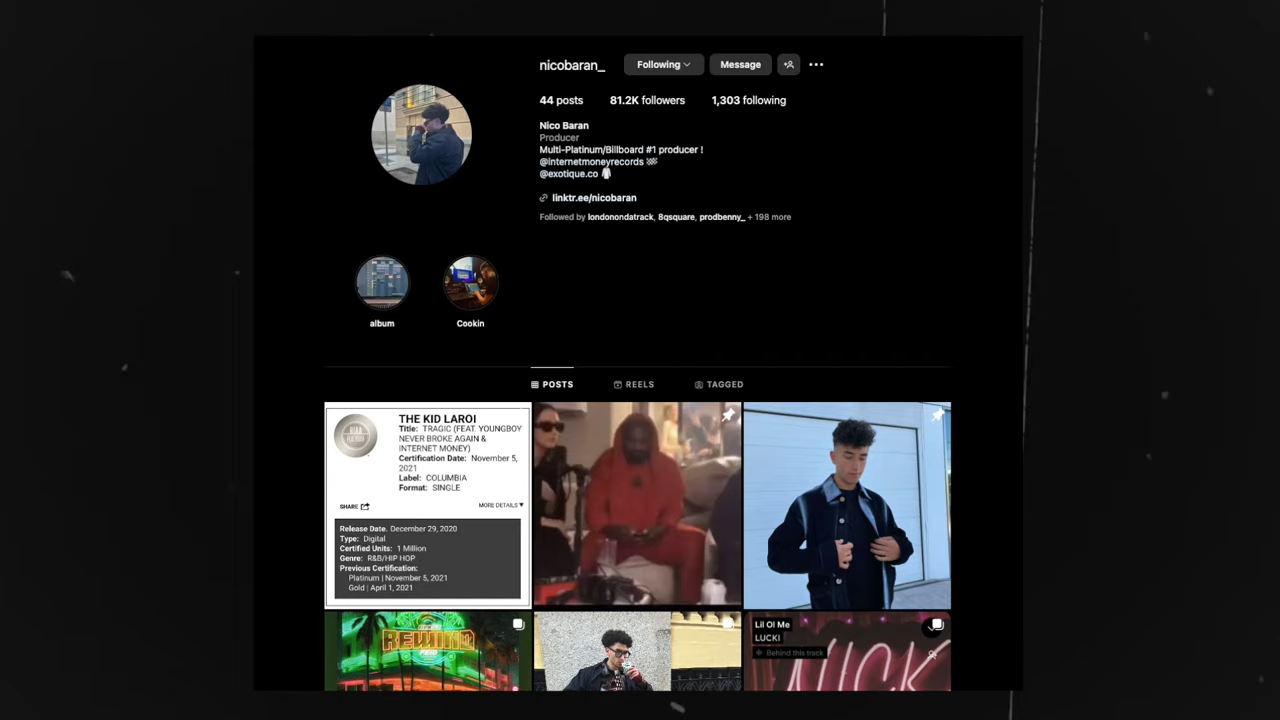 nicobaran_
Following
Message
44 posts
81.2K followers
1,303 following
Nico Baran
Producer
Multi-Platinum/Billboard #1 producer !
@internetmoneyrecords
@exotique.co
linktr.ee/nicobaran
Followed by londonondatrack, 8qsquare, prodbenny_ + 198 more
album
Cookin
POSTS
REELS
TAGGED
THE KID LAROI
Title: TRAGIC (FEAT. YOUNGBOY
NEVER BROKE AGAIN &
INTERNET MONEY)
Certification Date: November 5,
2021
Label: COLUMBIA
Format: SINGLE
SHARE
MORE DETAILS
Release Date. December 29, 2020
Type: Digital
Certified Units: 1 Million
Genre: R&B/HIP HOP
Previous Certification:
Platinum | November 5, 2021
Gold | April 1, 2021
REWIND
Lil Ol Me
LUCKI
Behind this track